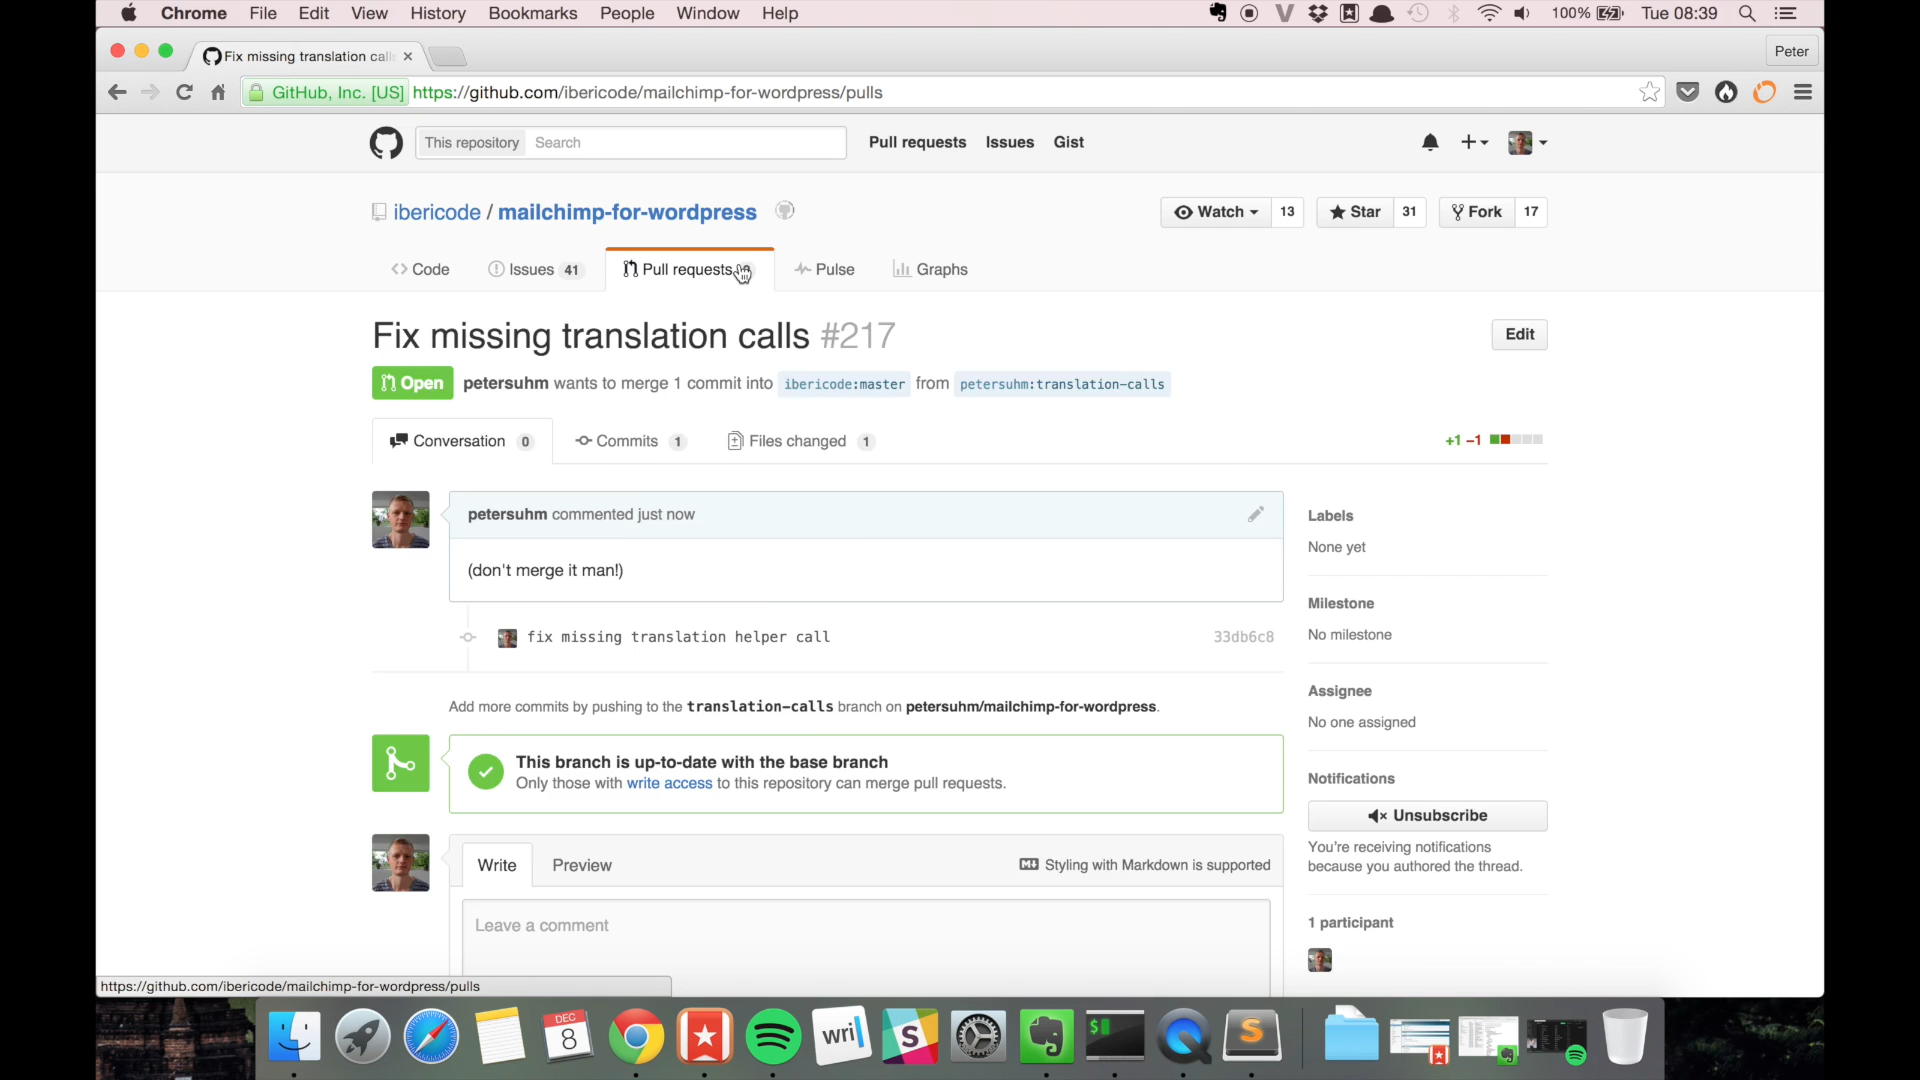 Chrome File Edit View History Bookmarks People Window Help 100% Tue 08:39
Fix missing translation call
Peter
GitHub, Inc. [US] https://github.com/ibericode/mailchimp-for-wordpress/pulls
This repository Search Pull requests Issues Gist
ibericode / mailchimp-for-wordpress Watch 13 Star 31 Fork 17
Code Issues 41 Pull requests Pulse Graphs
Fix missing translation calls #217 Edit
Open petersuhm wants to merge 1 commit into ibericode:master from petersuhm:translation-calls
Conversation 0 Commits 1 Files changed 1 +1 −1
petersuhm commented just now
(don't merge it man!)
fix missing translation helper call 33db6c8
Add more commits by pushing to the translation-calls branch on petersuhm/mailchimp-for-wordpress.
This branch is up-to-date with the base branch
Only those with write access to this repository can merge pull requests.
Write Preview Styling with Markdown is supported
Leave a comment
Labels
None yet
Milestone
No milestone
Assignee
No one assigned
Notifications
Unsubscribe
You're receiving notifications
because you authored the thread.
1 participant
https://github.com/ibericode/mailchimp-for-wordpress/pulls
DEC
8
wri
$
S